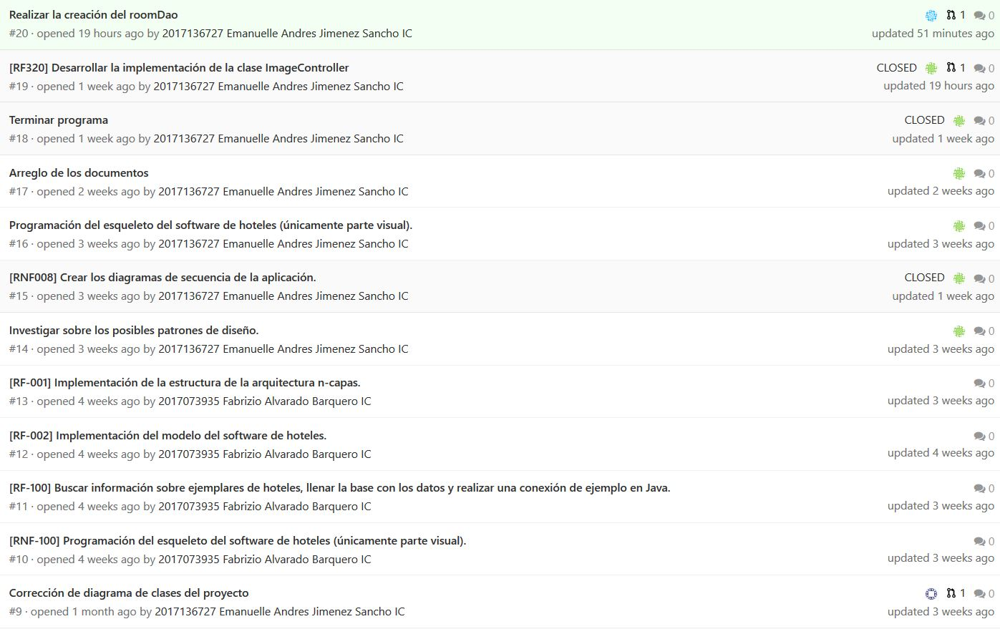 Realizar la creación del roomDao 1 0
#20 · opened 19 hours ago by 2017136727 Emanuelle Andres Jimenez Sancho IC updated 51 minutes ago
[RF320] Desarrollar la implementación de la clase ImageController CLOSED 1 0
#19 · opened 1 week ago by 2017136727 Emanuelle Andres Jimenez Sancho IC updated 19 hours ago
Terminar programa CLOSED 0
#18 · opened 1 week ago by 2017136727 Emanuelle Andres Jimenez Sancho IC updated 1 week ago
Arreglo de los documentos 0
#17 · opened 2 weeks ago by 2017136727 Emanuelle Andres Jimenez Sancho IC updated 2 weeks ago
Programación del esqueleto del software de hoteles (únicamente parte visual). 0
#16 · opened 3 weeks ago by 2017136727 Emanuelle Andres Jimenez Sancho IC updated 3 weeks ago
[RNF008] Crear los diagramas de secuencia de la aplicación. CLOSED 0
#15 · opened 3 weeks ago by 2017136727 Emanuelle Andres Jimenez Sancho IC updated 1 week ago
Investigar sobre los posibles patrones de diseño. 0
#14 · opened 3 weeks ago by 2017136727 Emanuelle Andres Jimenez Sancho IC updated 3 weeks ago
[RF-001] Implementación de la estructura de la arquitectura n-capas. 0
#13 · opened 4 weeks ago by 2017073935 Fabrizio Alvarado Barquero IC updated 3 weeks ago
[RF-002] Implementación del modelo del software de hoteles. 0
#12 · opened 4 weeks ago by 2017073935 Fabrizio Alvarado Barquero IC updated 4 weeks ago
[RF-100] Buscar información sobre ejemplares de hoteles, llenar la base con los datos y realizar una conexión de ejemplo en Java. 0
#11 · opened 4 weeks ago by 2017073935 Fabrizio Alvarado Barquero IC updated 3 weeks ago
[RNF-100] Programación del esqueleto del software de hoteles (únicamente parte visual). 0
#10 · opened 4 weeks ago by 2017073935 Fabrizio Alvarado Barquero IC updated 3 weeks ago
Corrección de diagrama de clases del proyecto 1 0
#9 · opened 1 month ago by 2017136727 Emanuelle Andres Jimenez Sancho IC updated 3 weeks ago